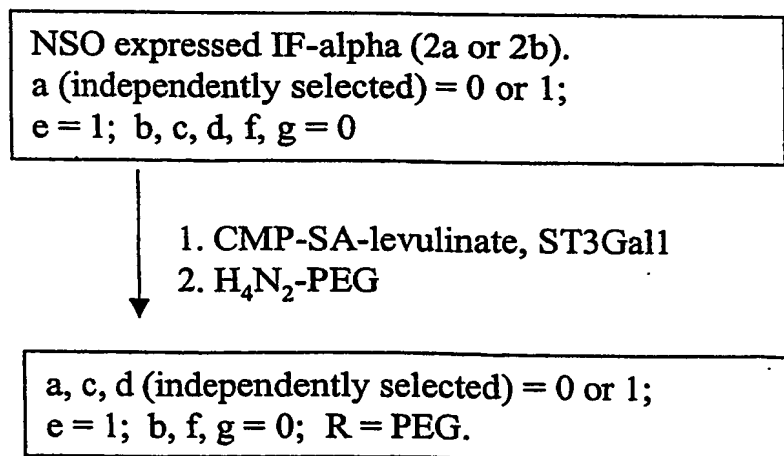 NSO expressed IF-alpha (2a or 2b).
a (independently selected) = 0 or 1;
e = 1; b, c, d, f, g = 0
1. CMP-SA-levulinate, ST3Gal1
2. H₄N₂-PEG
a, c, d (independently selected) = 0 or 1;
e = 1; b, f, g = 0; R = PEG.